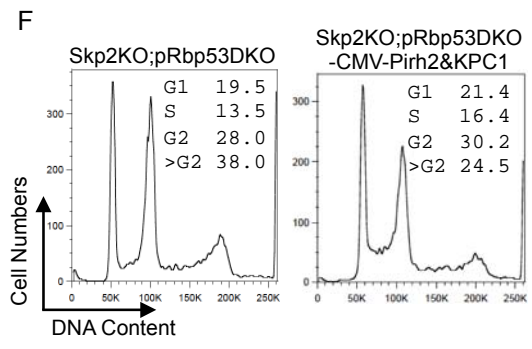 F
Skp2KO;pRbp53DKO
G1 19.5
S 13.5
G2 28.0
>G2 38.0
300
200
100
0
0 50K 100K 150K 200K 250K
Cell Numbers
DNA Content
Skp2KO;pRbp53DKO
-CMV-Pirh2&KPC1
G1 21.4
S 16.4
G2 30.2
>G2 24.5
300
200
100
0
0 50K 100K 150K 200K 250K